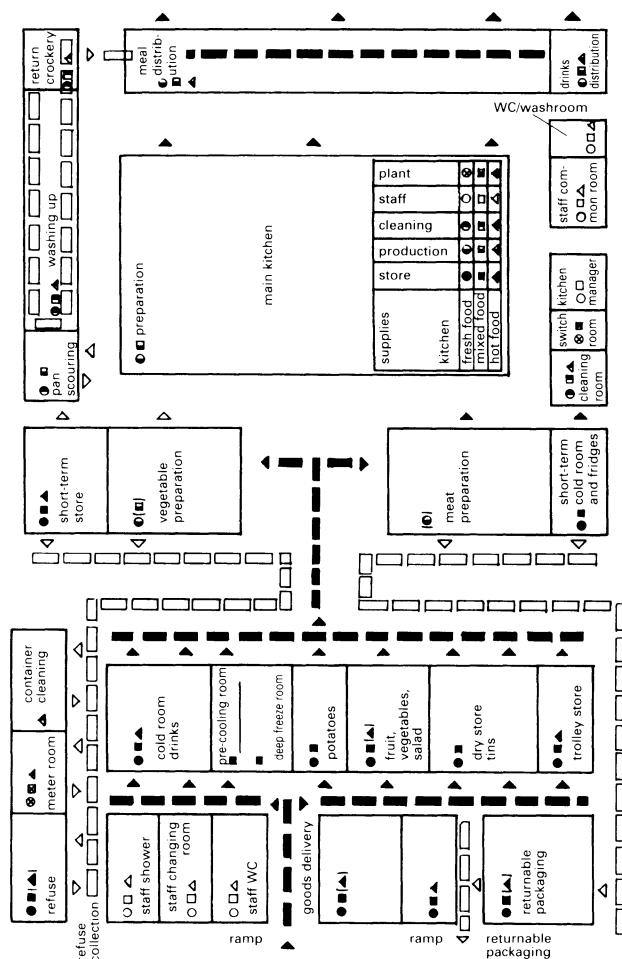 return
crockery
washing up
pan
scouring
meal
distrib-
ution
drinks
distribution
WC/washroom
staff com-
mon room
kitchen
manager
switch
room
cleaning
room
preparation
main kitchen
plant
staff
cleaning
production
store
supplies
kitchen
fresh food
mixed food
hot food
short-term
store
vegetable
preparation
meat
preparation
short-term
cold room
and fridges
container
cleaning
meter room
refuse
refuse
collection
cold room
drinks
pre-cooling room
deep freeze room
potatoes
fruit,
vegetables,
salad
dry store
tins
trolley store
staff shower
staff changing
room
staff WC
goods delivery
returnable
packaging
ramp
ramp
returnable
packaging